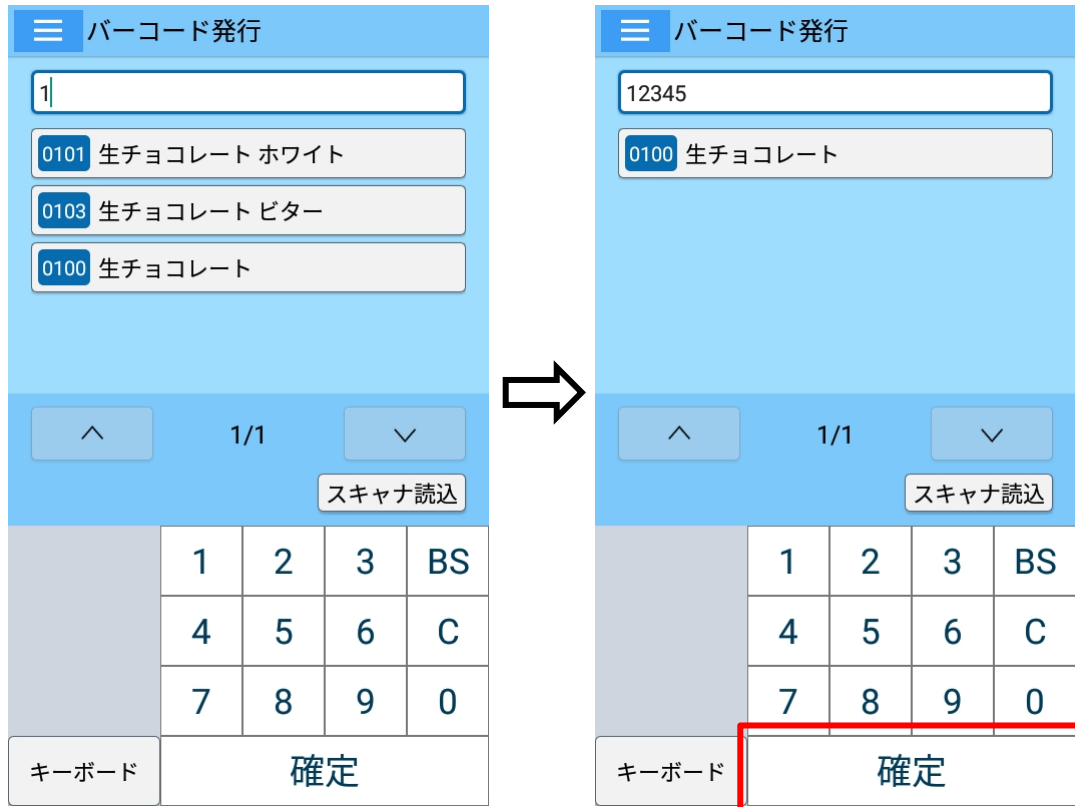 バーコード発行
1
0101 生チョコレート ホワイト
0103 生チョコレート ビター
0100 生チョコレート
1/1
スキャナ読込
1 2 3 BS
4 5 6 C
7 8 9 0
キーボード 確定
バーコード発行
12345
0100 生チョコレート
1/1
スキャナ読込
1 2 3 BS
4 5 6 C
7 8 9 0
キーボード 確定